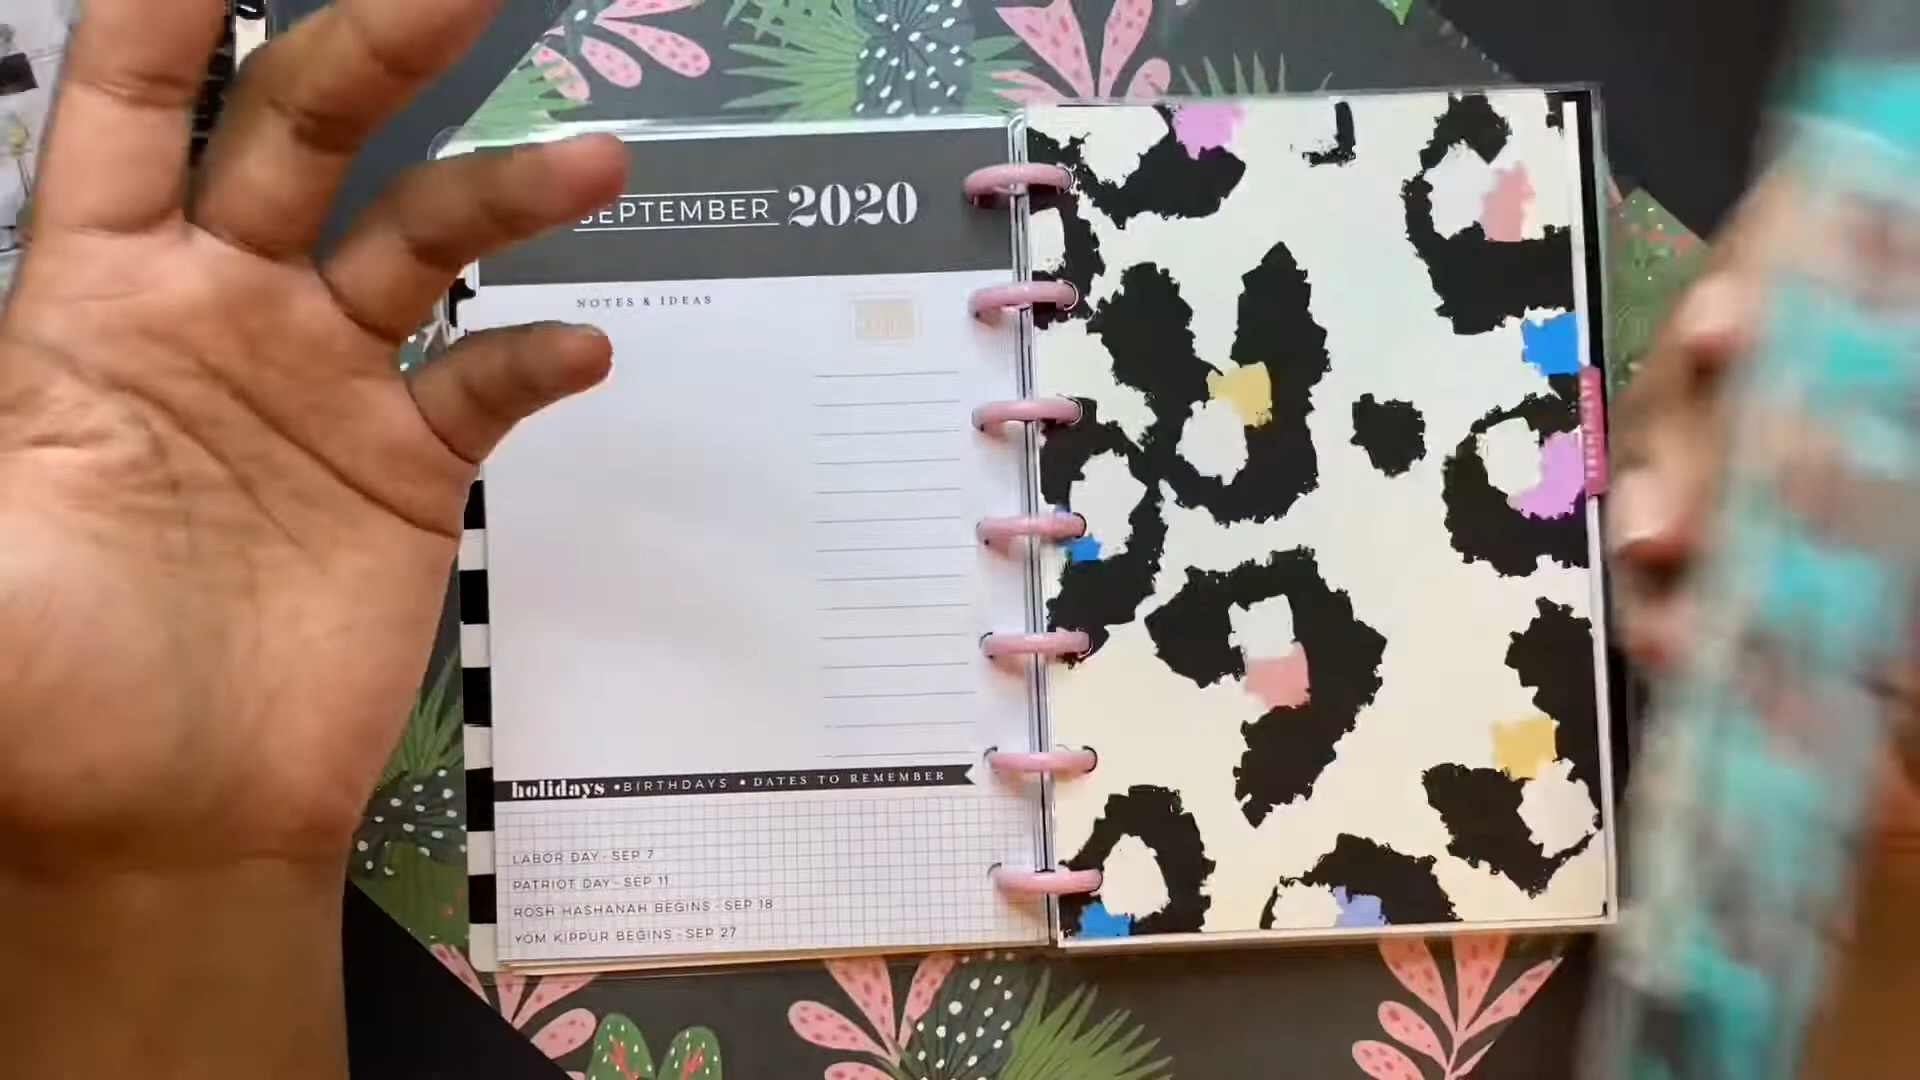 SEPTEMBER 2020
NOTES & IDEAS
holidays • BIRTHDAYS • DATES TO REMEMBER
LABOR DAY - SEP 7
PATRIOT DAY - SEP 11
ROSH HASHANAH BEGINS - SEP 18
YOM KIPPUR BEGINS - SEP 27